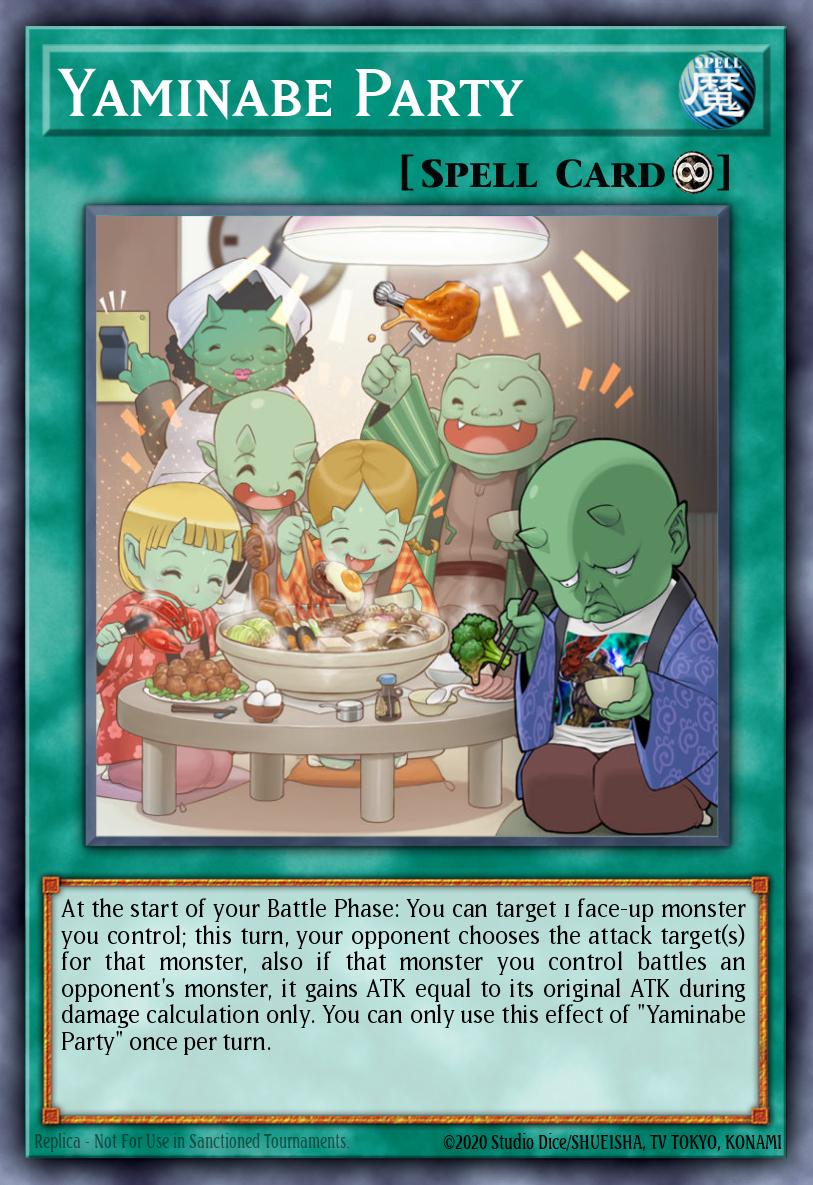 Yaminabe Party
SPELL
魔
[Spell Card]
At the start of your Battle Phase: You can target 1 face-up monster
you control; this turn, your opponent chooses the attack target(s)
for that monster, also if that monster you control battles an
opponent's monster, it gains ATK equal to its original ATK during
damage calculation only. You can only use this effect of "Yaminabe
Party" once per turn.
Replica - Not For Use in Sanctioned Tournaments.
©2020 Studio Dice/SHUEISHA, TV TOKYO, KONAMI